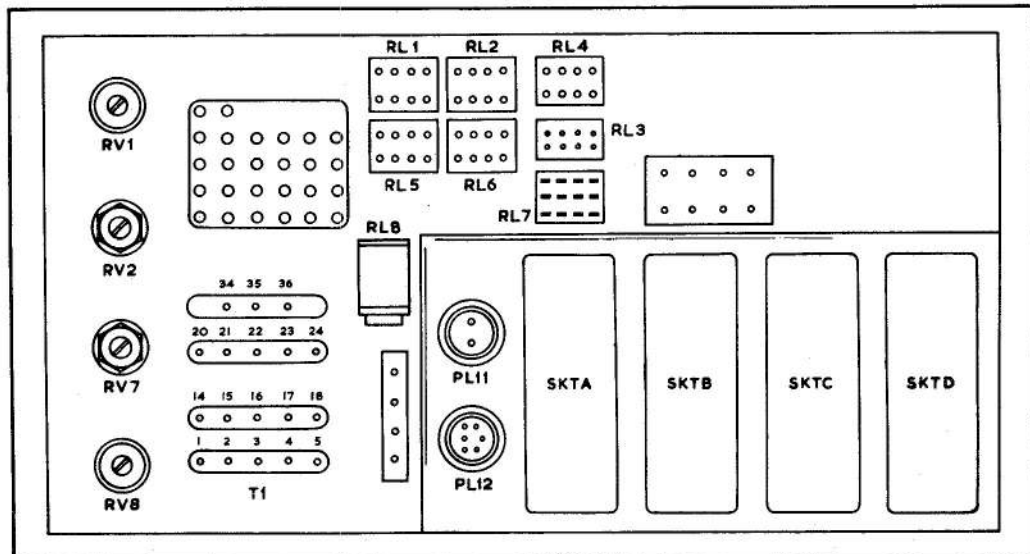 RL1 RL2 RL4
RV1
RL3
RL5 RL6
RL7
RL8
RV2
34 35 36
20 21 22 23 24
RV7
PL11
SKTA SKTB SKTC SKTD
14 15 16 17 18
1 2 3 4 5
PL12
T1
RV8